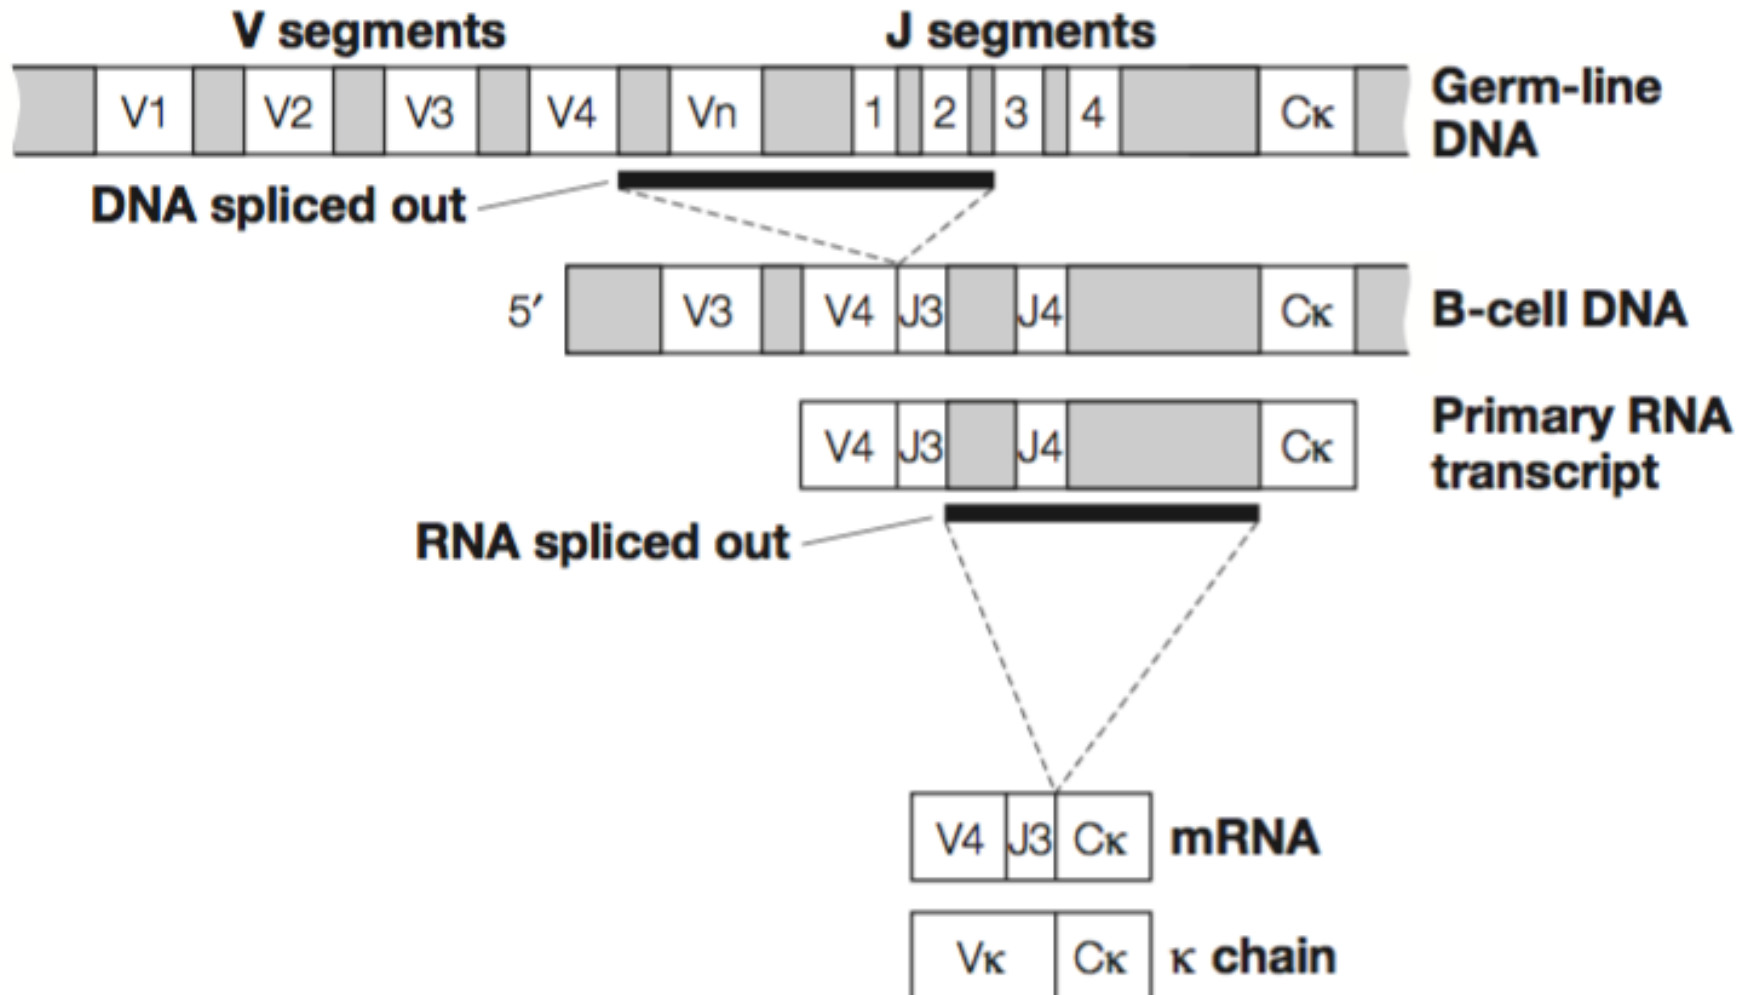 V segments
J segments
V1 V2 V3 V4 Vn 1 2 3 4 Cκ
Germ-line
DNA
DNA spliced out
5′ V3 V4 J3 J4 Cκ
B-cell DNA
V4 J3 J4 Cκ
Primary RNA
transcript
RNA spliced out
V4 J3 Cκ
mRNA
Vκ Cκ
κ chain